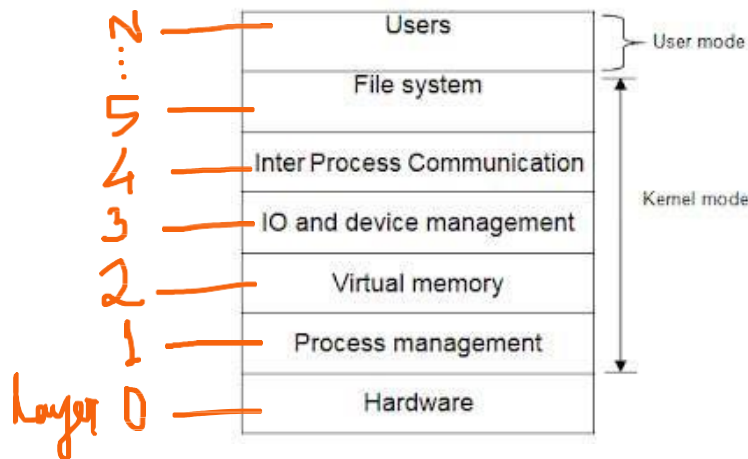 N Users User mode
⋮
5 File system
4 Inter Process Communication
3 IO and device management Kernel mode
2 Virtual memory
1 Process management
Layer 0 Hardware